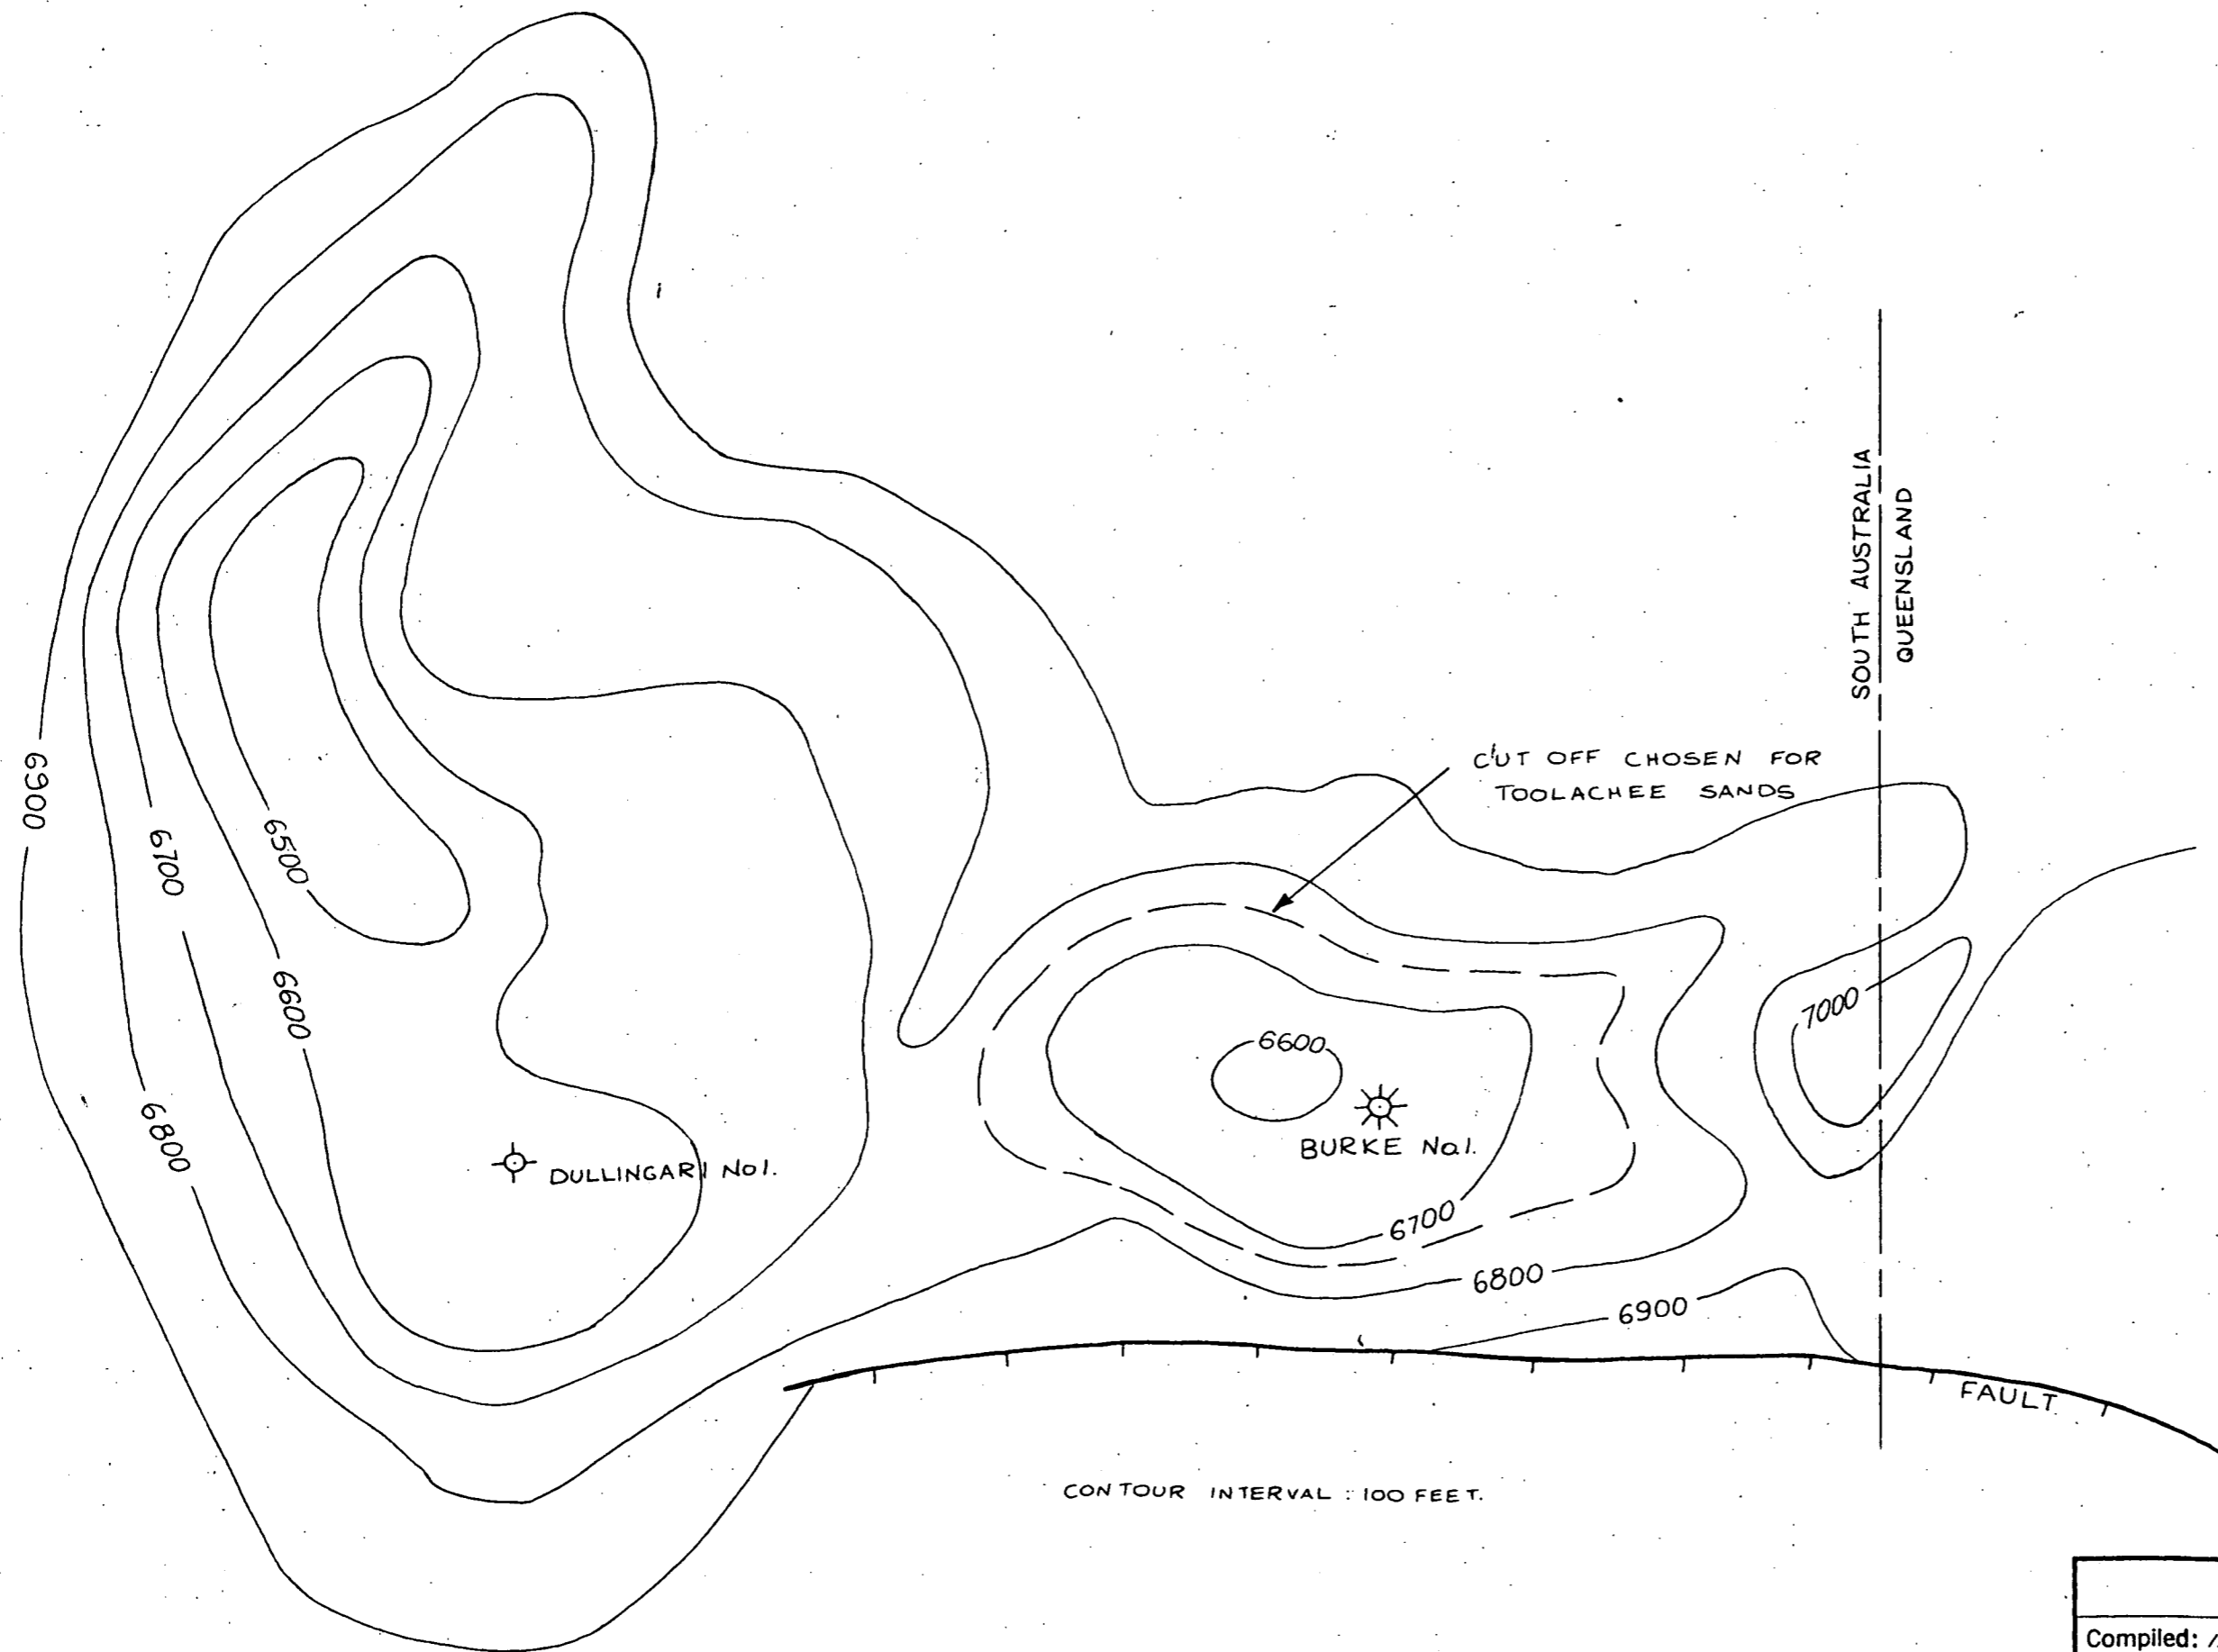 SOUTH AUSTRALIA
QUEENSLAND
CUT OFF CHOSEN FOR
TOOLACHEE SANDS
6900
6700
6500
6600
6800
7000
6600
BURKE No1.
DULLINGARI No1.
6700
6800
6900
FAULT
CONTOUR INTERVAL : 100 FEET.
Compiled: